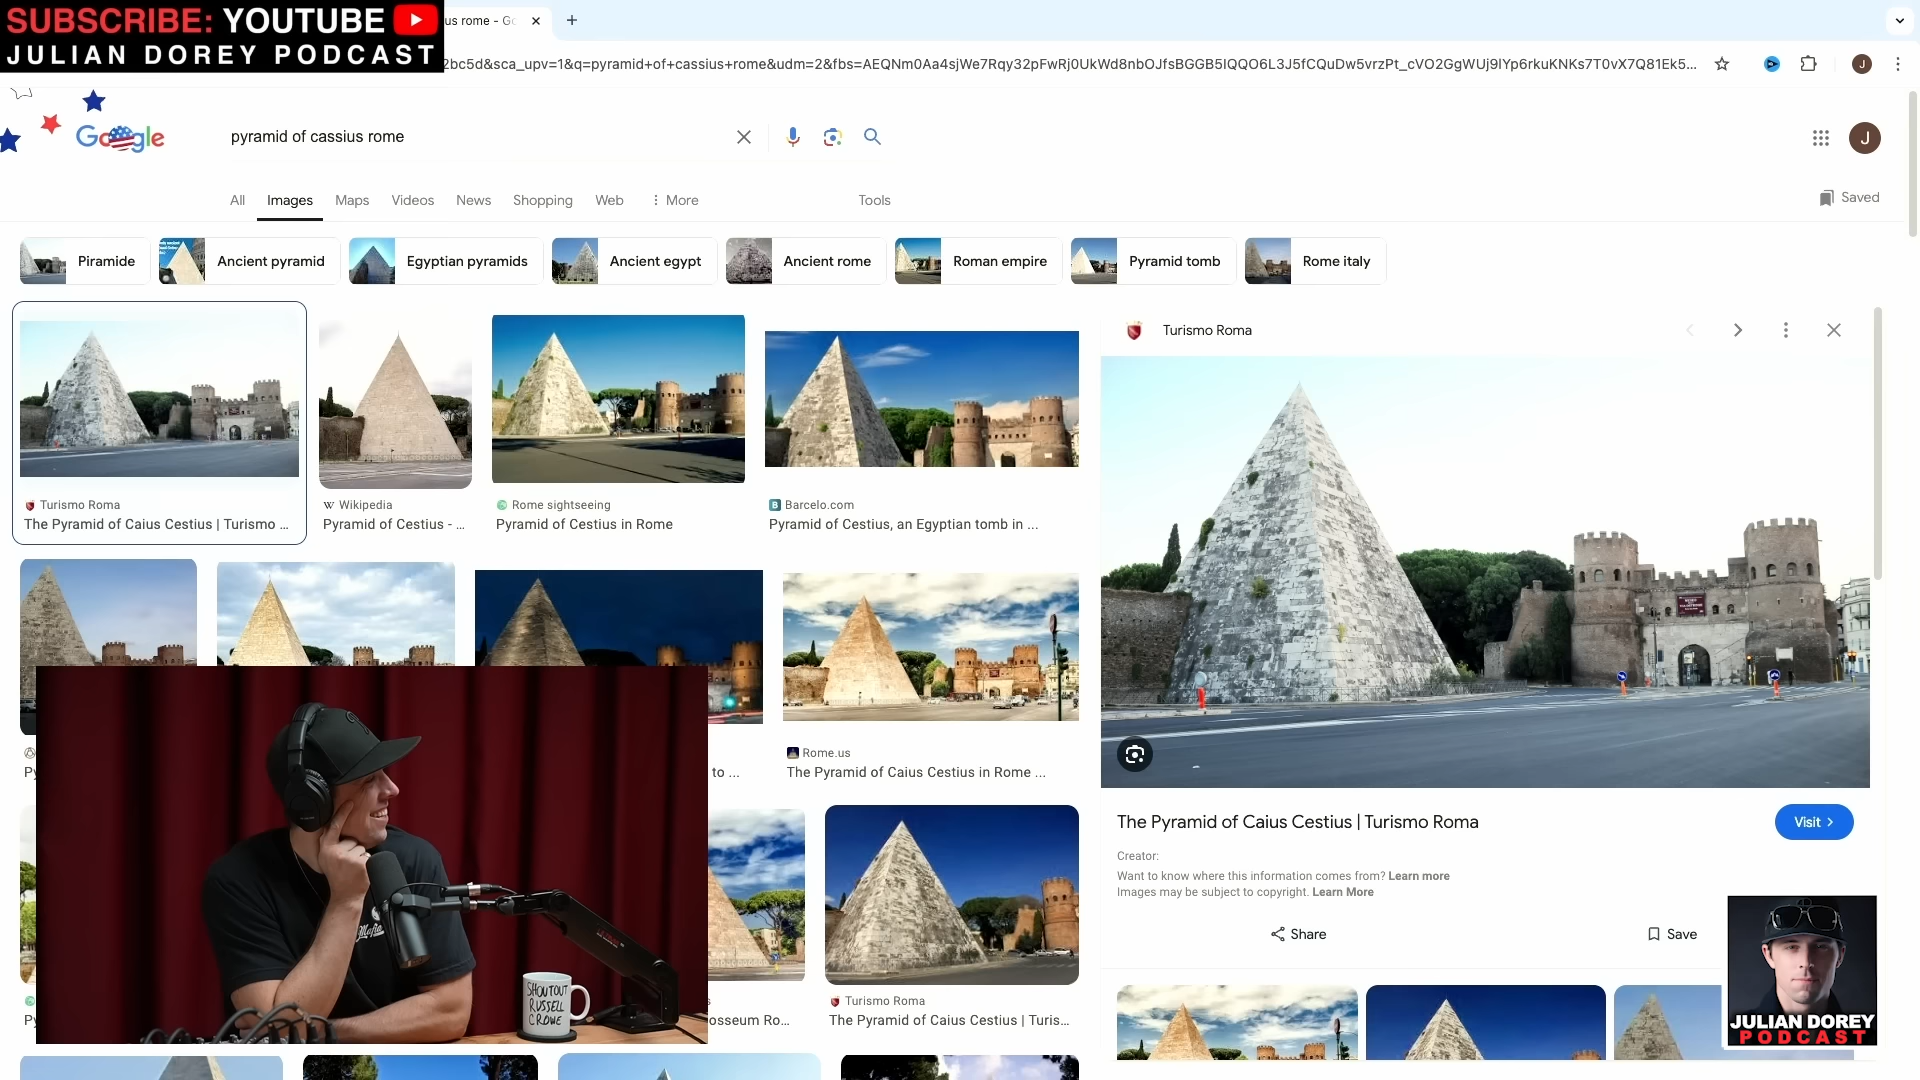 SUBSCRIBE: YOUTUBE
JULIAN DOREY PODCAST
us rome - Go
2bc5d&sca_upv=1&q=pyramid+of+cassius+rome&udm=2&fbs=AEQNm0Aa4sjWe7Rqy32pFwRj0UkWd8nbOJfsBGGB5IQQO6L3J5fCQuDw5vrzPt_cVO2GgWUj9IYp6rkuKNKs7T0vX7Q81Ek5...
J
Google
pyramid of cassius rome
J
All
Images
Maps
Videos
News
Shopping
Web
More
Tools
Saved
Piramide
Ancient pyramid
Egyptian pyramids
Ancient egypt
Ancient rome
Roman empire
Pyramid tomb
Rome italy
Turismo Roma
Turismo Roma
The Pyramid of Caius Cestius | Turismo ...
W Wikipedia
Pyramid of Cestius - ...
Rome sightseeing
Pyramid of Cestius in Rome
B Barcelo.com
Pyramid of Cestius, an Egyptian tomb in ...
Py
to ...
Rome.us
The Pyramid of Caius Cestius in Rome ...
The Pyramid of Caius Cestius | Turismo Roma
Visit
Creator:
Want to know where this information comes from? Learn more
Images may be subject to copyright. Learn More
Share
Save
Mafia
SHOUTOUT
RUSSELL
CROWE
Py
s
osseum Ro...
Turismo Roma
The Pyramid of Caius Cestius | Turis...
JULIAN DOREY
PODCAST